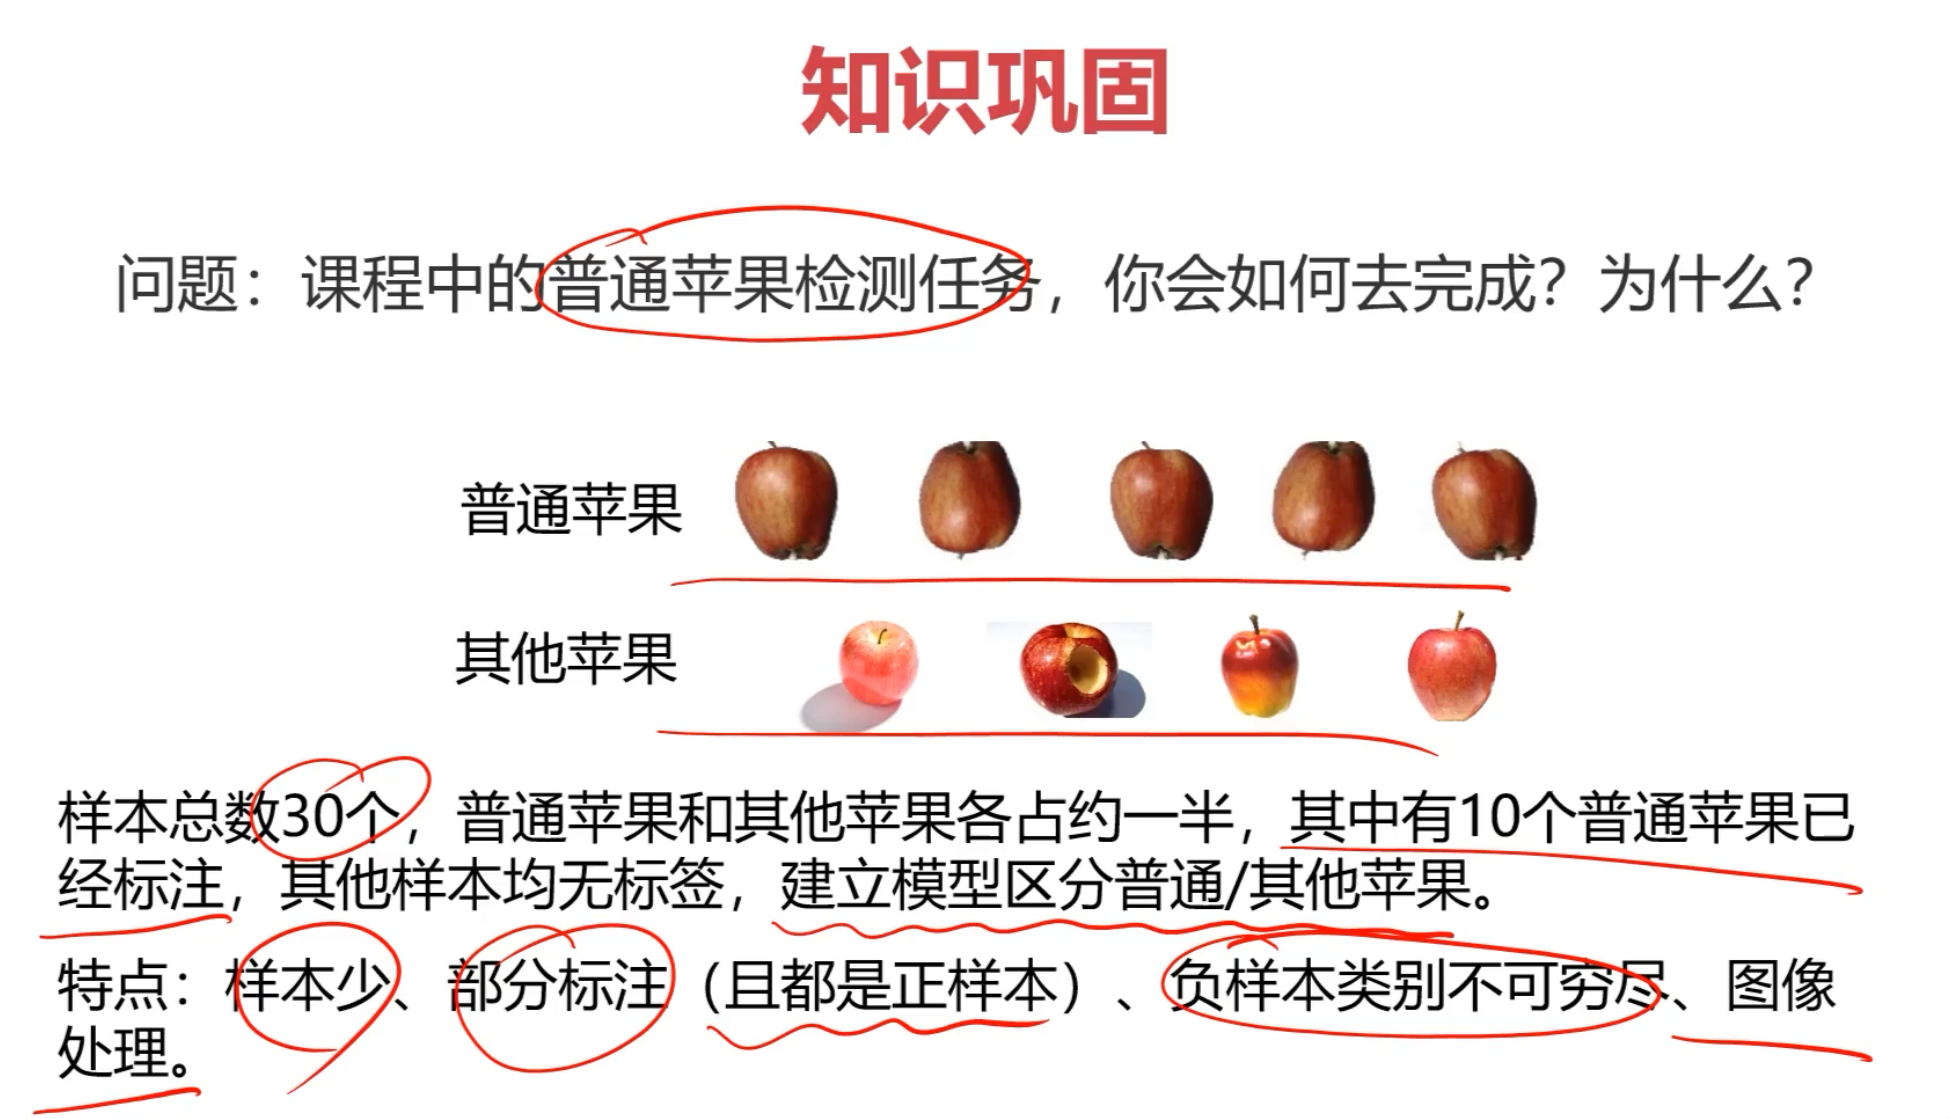 知识巩固
问题：课程中的普通苹果检测任务，你会如何去完成？为什么？
普通苹果
其他苹果
样本总数30个，普通苹果和其他苹果各占约一半，其中有10个普通苹果已
经标注，其他样本均无标签，建立模型区分普通/其他苹果。
特点：样本少、部分标注（且都是正样本）、负样本类别不可穷尽、图像
处理。